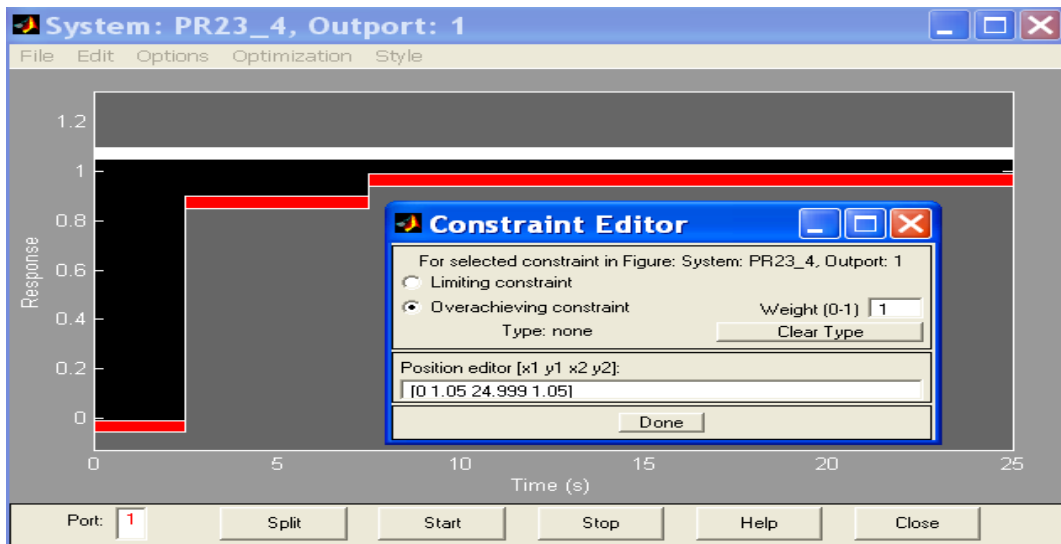 System: PR23_4, Outport: 1
File Edit Options Optimization Style
1.2
1
0.8
0.6
0.4
0.2
0
Response
Constraint Editor
For selected constraint in Figure: System: PR23_4, Outport: 1
Limiting constraint
Overachieving constraint
Weight (0-1) 1
Type: none
Clear Type
Position editor [x1 y1 x2 y2]:
[0 1.05 24.999 1.05]
Done
0 5 10 15 20 25
Time (s)
Port: 1 Split Start Stop Help Close